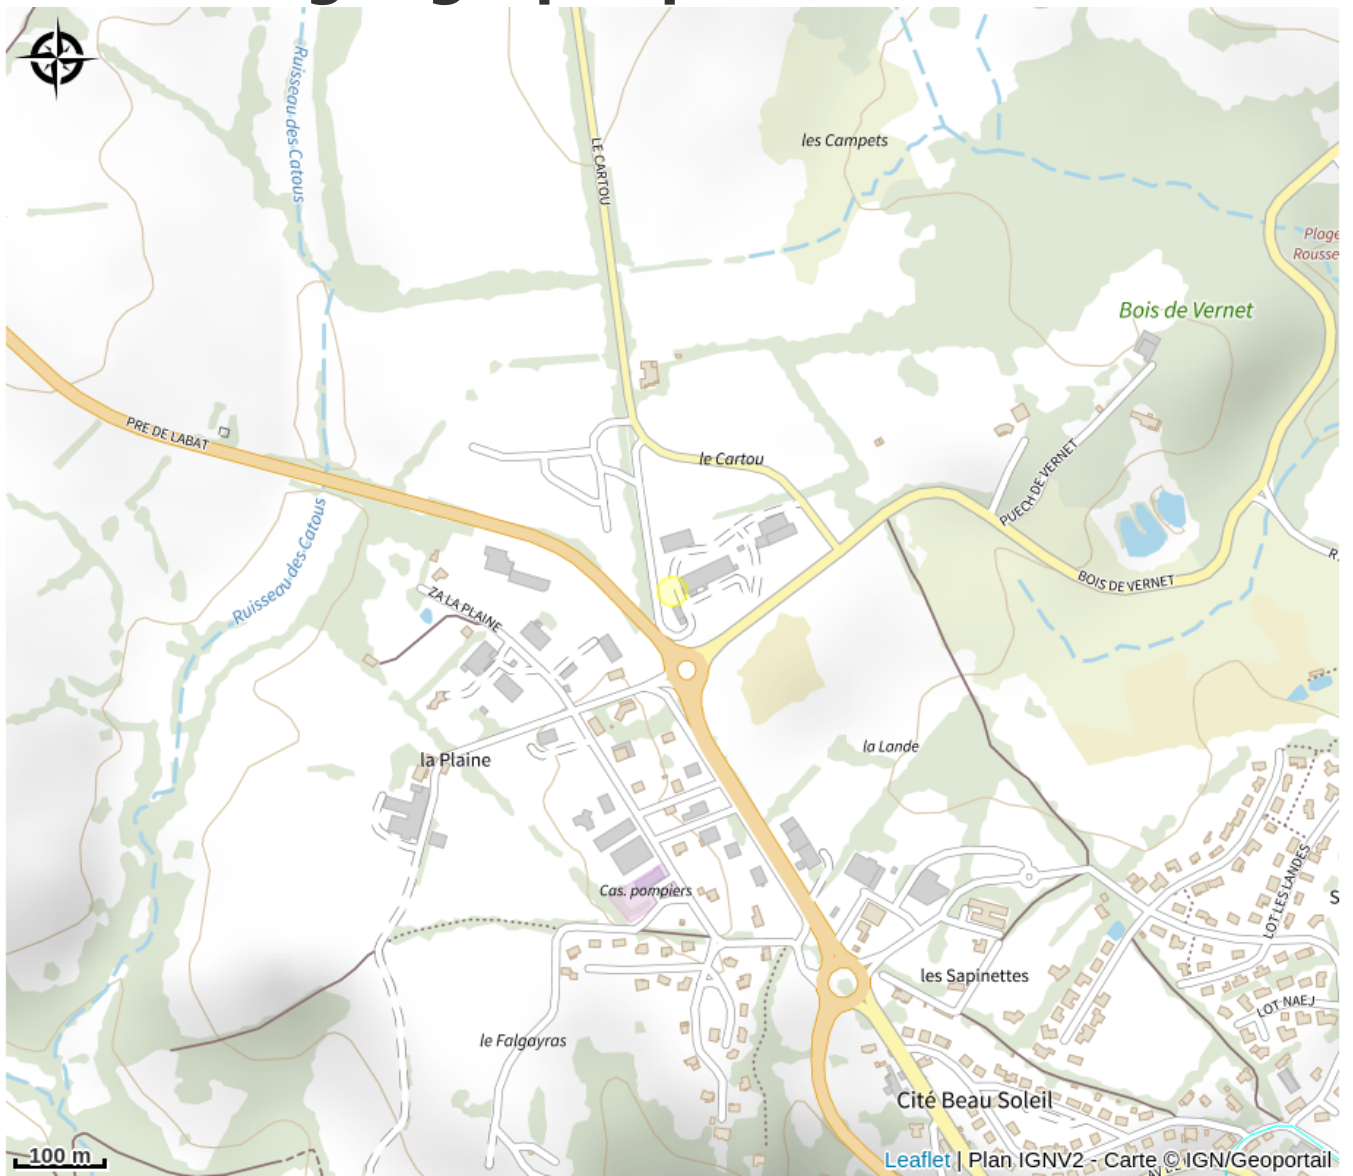 Ruisseau des Catous
LE CARTOU
les Campets
Plage
Rousse
Bois de Vernet
PRE DE LABAT
le Cartou
PUECH DE VERNET
Ruisseau des Catous
R.
BOIS DE VERNET
ZA LA PLAINE
la Lande
la Plaine
Cas. pompiers
LOT LES LANDES
S
les Sapinettes
LOT NAEJ
le Falgayras
Cité Beau Soleil
100 m
Leaflet | Plan IGNV2 - Carte © IGN/Geoportail